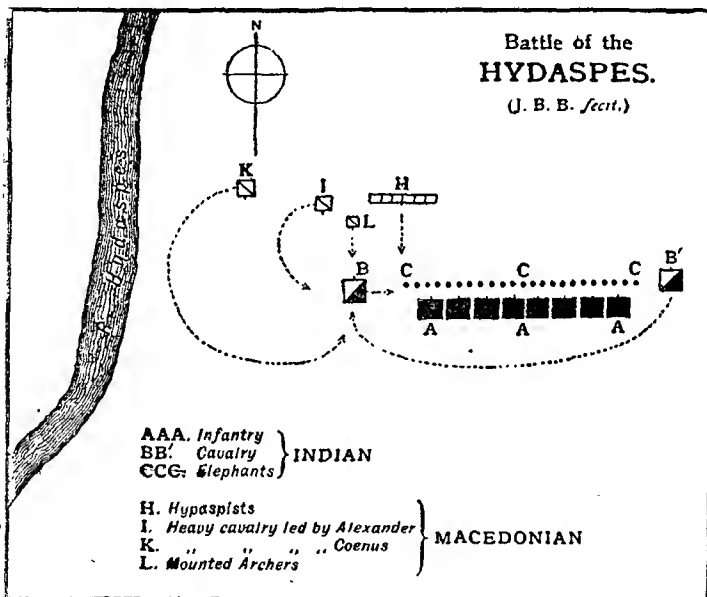 Battle of the
HYDASPES.
(J. B. B. fecit.)
N
R. Hydaspes
K
I
H
L
B
C
C
C
B'
A
A
A
AAA. Infantry
BB'. Cavalry
CCC. Elephants
INDIAN
H. Hypaspists
I. Heavy cavalry led by Alexander
K. „ „ „ „ Coenus
L. Mounted Archers
MACEDONIAN